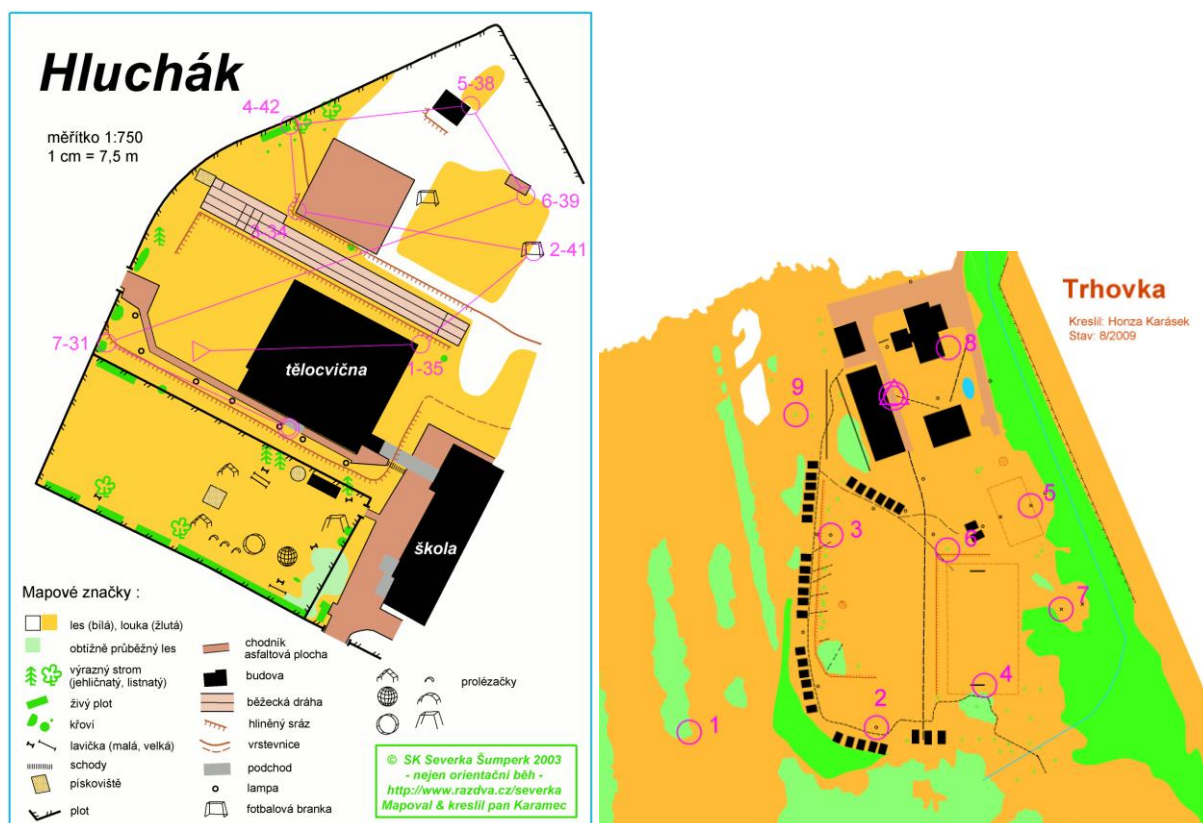 Hluchák
měřítko 1:750
1 cm = 7,5 m
4-42
5-38
6-39
3-34
2-41
7-31
1-35
tělocvična
škola
Mapové značky :
les (bílá), louka (žlutá)
obtížně průběžný les
výrazný strom
(jehličnatý, listnatý)
živý plot
křoví
lavička (malá, velká)
schody
pískoviště
plot
chodník
asfaltová plocha
budova
běžecká dráha
hliněný sráz
vrstevnice
podchod
lampa
fotbalová branka
prolézačky
© SK Severka Šumperk 2003
- nejen orientační běh -
http://www.razdva.cz/severka
Mapoval & kreslil pan Karamec
Trhovka
Kreslil: Honza Karásek
Stav: 8/2009
8
9
5
3
6
7
4
2
1